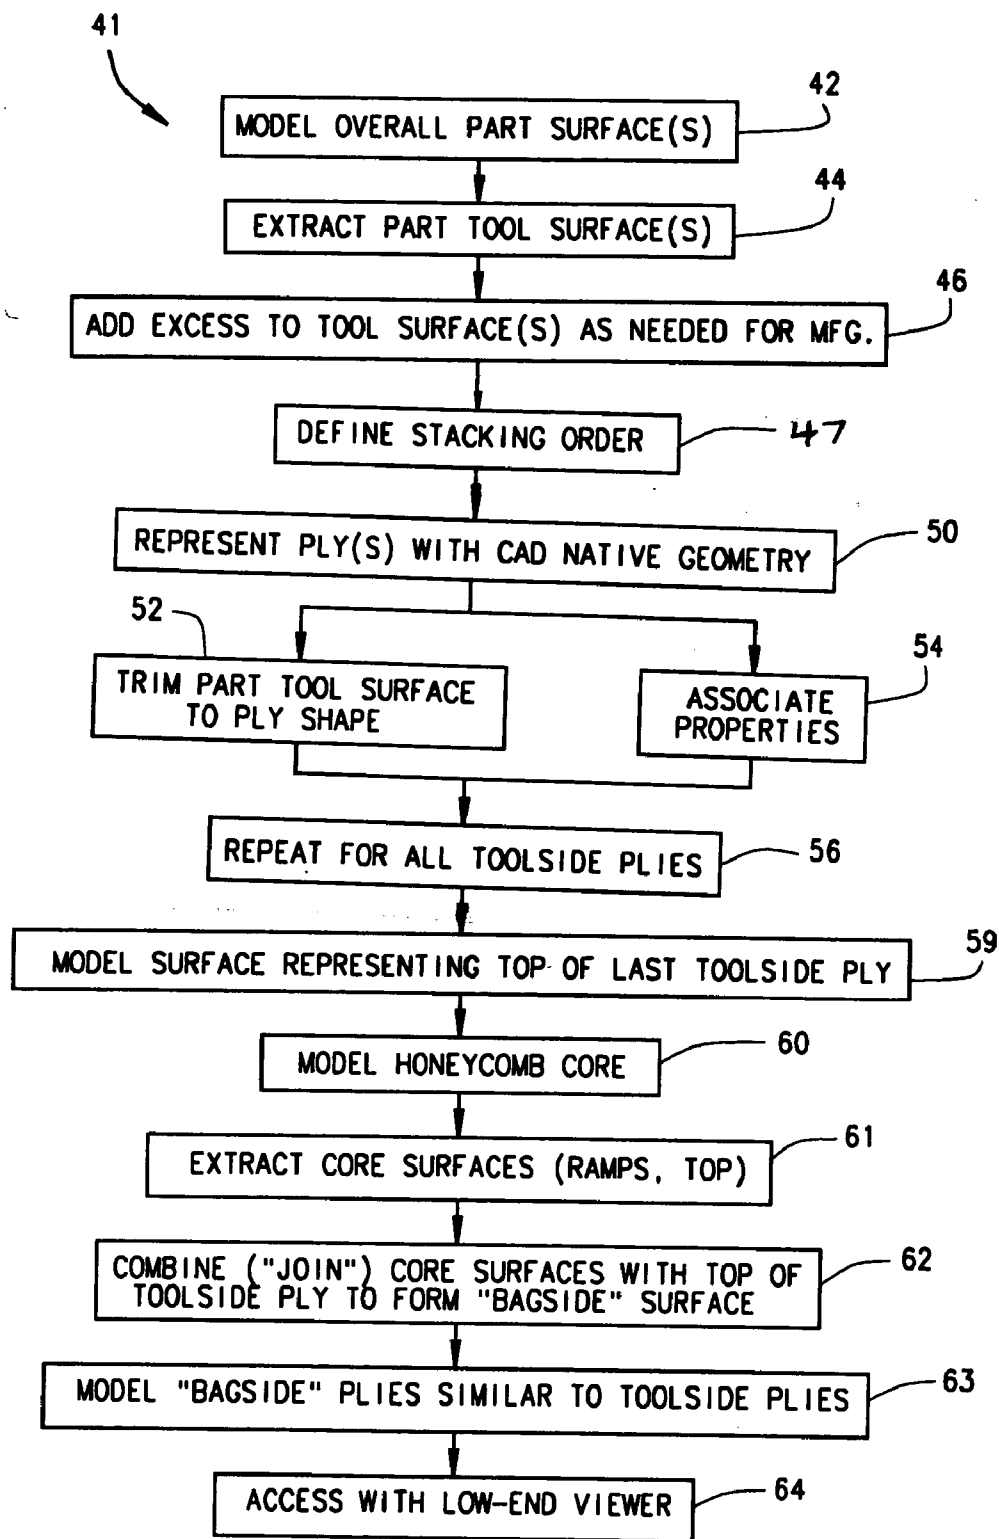 41
42
MODEL OVERALL PART SURFACE(S)
44
EXTRACT PART TOOL SURFACE(S)
46
ADD EXCESS TO TOOL SURFACE(S) AS NEEDED FOR MFG.
DEFINE STACKING ORDER
47
50
REPRESENT PLY(S) WITH CAD NATIVE GEOMETRY
52
TRIM PART TOOL SURFACE
TO PLY SHAPE
54
ASSOCIATE
PROPERTIES
REPEAT FOR ALL TOOLSIDE PLIES
56
59
MODEL SURFACE REPRESENTING TOP OF LAST TOOLSIDE PLY
60
MODEL HONEYCOMB CORE
61
EXTRACT CORE SURFACES (RAMPS, TOP)
62
COMBINE ("JOIN") CORE SURFACES WITH TOP OF
TOOLSIDE PLY TO FORM "BAGSIDE" SURFACE
63
MODEL "BAGSIDE" PLIES SIMILAR TO TOOLSIDE PLIES
64
ACCESS WITH LOW-END VIEWER